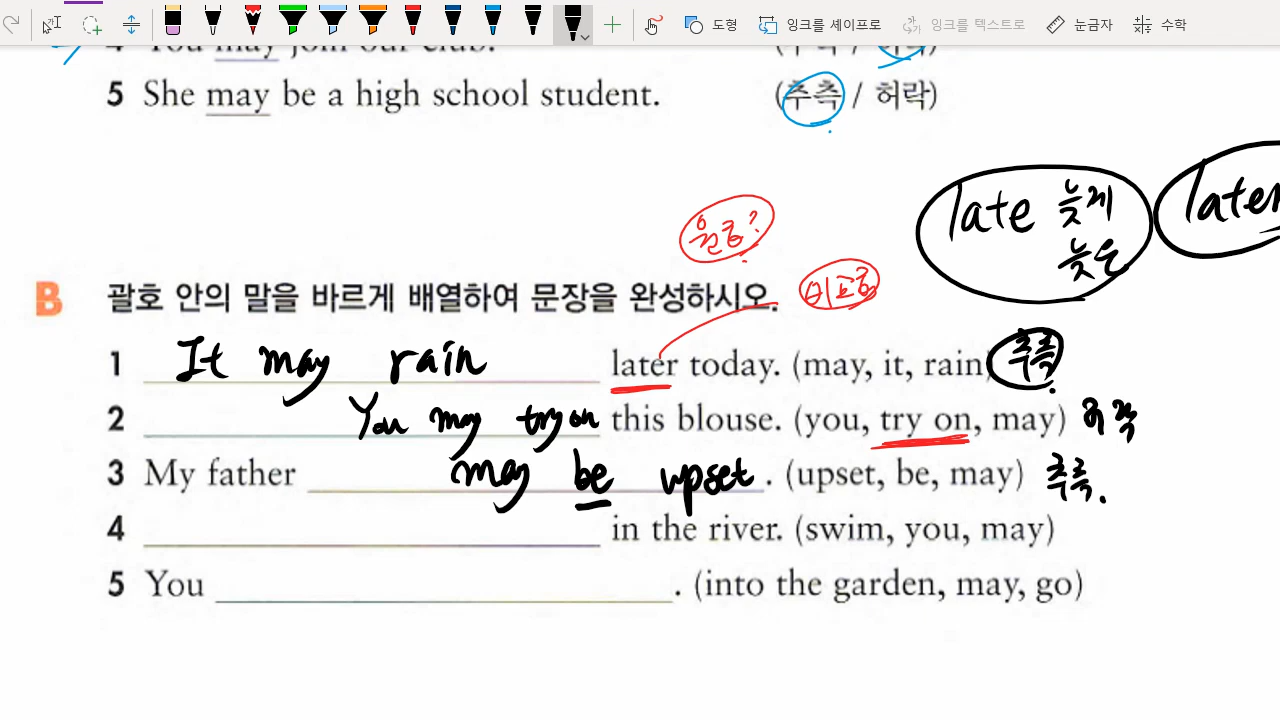 도형 잉크를 셰이프로 잉크를 텍스트로 눈금자 수학
4 You may join our club. (추측 / 허락)
5 She may be a high school student. (추측 / 허락)
late 늦게 later
늦은
비교급
B 괄호 안의 말을 바르게 배열하여 문장을 완성하시오.
1 It may rain later today. (may, it, rain) 추측
2 You may try on this blouse. (you, try on, may) 허락
3 My father may be upset. (upset, be, may) 추측.
4 in the river. (swim, you, may)
5 You . (into the garden, may, go)